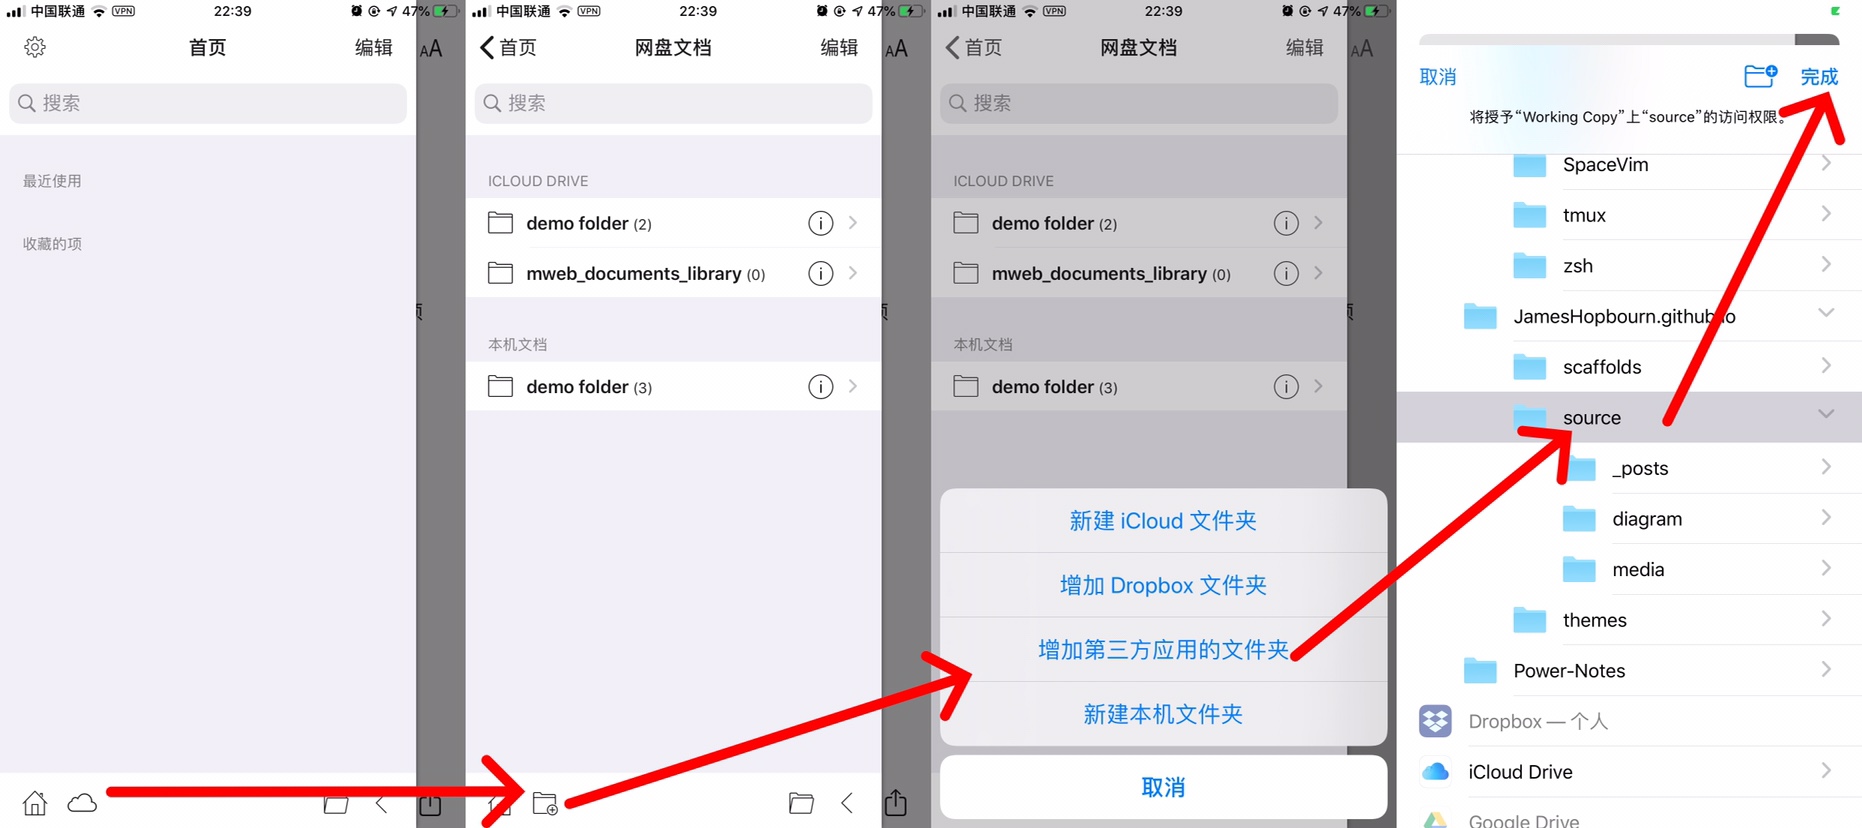 中国联通 VPN 22:39 47%
首页 编辑 AA
搜索
最近使用
收藏的项
中国联通 VPN 22:39 47%
首页 网盘文档 编辑 AA
搜索
ICLOUD DRIVE
demo folder (2)
mweb_documents_library (0)
本机文档
demo folder (3)
中国联通 VPN 22:39 47%
首页 网盘文档 编辑 AA
搜索
ICLOUD DRIVE
demo folder (2)
mweb_documents_library (0)
本机文档
demo folder (3)
新建 iCloud 文件夹
增加 Dropbox 文件夹
增加第三方应用的文件夹
新建本机文件夹
取消
取消 完成
将授予“Working Copy”上“source”的访问权限。
SpaceVim
tmux
zsh
JamesHopbourn.github.io
scaffolds
source
_posts
diagram
media
themes
Power-Notes
Dropbox — 个人
iCloud Drive
Google Drive